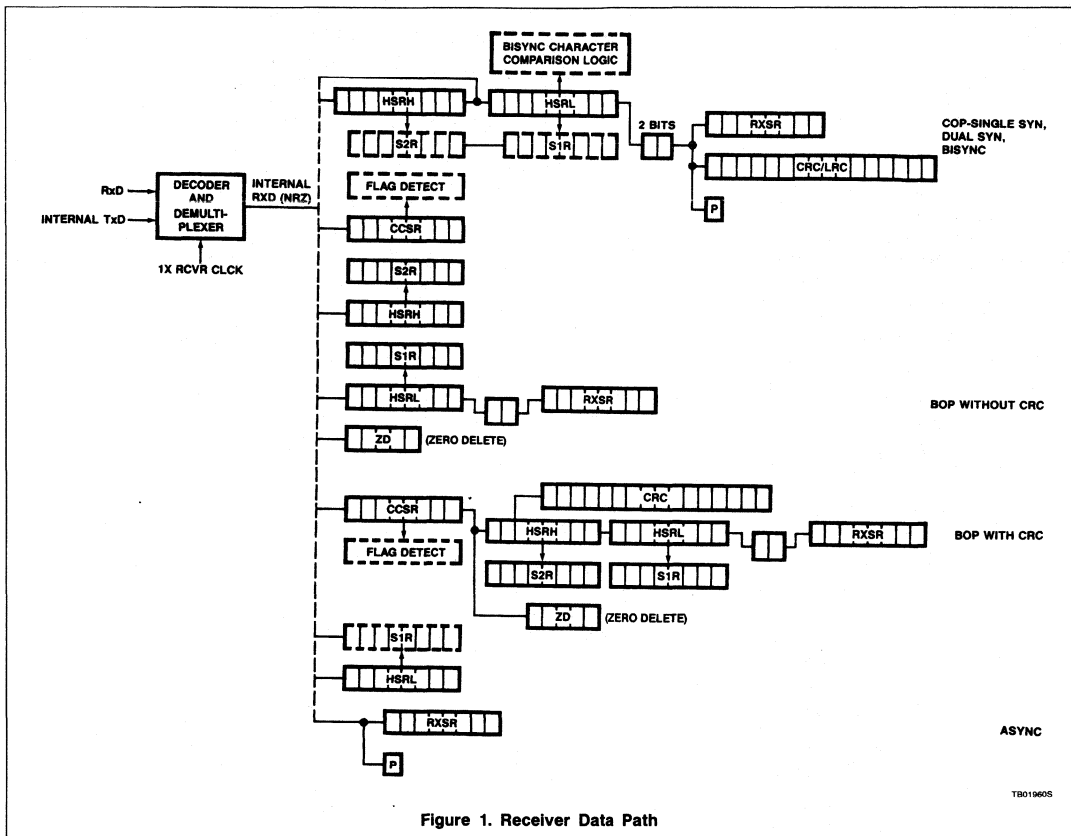 BISYNC CHARACTER
COMPARISON LOGIC
HSRH
HSRL
2 BITS
RXSR
COP-SINGLE SYN,
DUAL SYN,
BISYNC
S2R
S1R
CRC/LRC
P
FLAG DETECT
RxD
INTERNAL TxD
DECODER
AND
DEMULTI-
PLEXER
INTERNAL
RXD (NRZ)
1X RCVR CLCK
CCSR
S2R
HSRH
S1R
HSRL
RXSR
BOP WITHOUT CRC
ZD
(ZERO DELETE)
CRC
CCSR
HSRH
HSRL
RXSR
BOP WITH CRC
FLAG DETECT
S2R
S1R
ZD
(ZERO DELETE)
S1R
HSRL
RXSR
ASYNC
P
TB01960S
Figure 1. Receiver Data Path